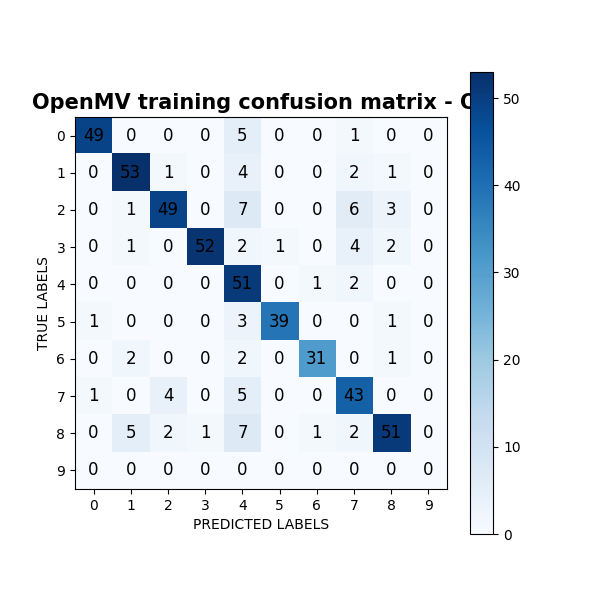 OpenMV training confusion matrix -
0 49 0 0 0 5 0 0 1 0 0
1 0 53 1 0 4 0 0 2 1 0
2 0 1 49 0 7 0 0 6 3 0
3 0 1 0 52 2 1 0 4 2 0
4 0 0 0 0 51 0 1 2 0 0
5 1 0 0 0 3 39 0 0 1 0
6 0 2 0 0 2 0 31 0 1 0
7 1 0 4 0 5 0 0 43 0 0
8 0 5 2 1 7 0 1 2 51 0
9 0 0 0 0 0 0 0 0 0 0
0 1 2 3 4 5 6 7 8 9
TRUE LABELS
PREDICTED LABELS
50
40
30
20
10
0